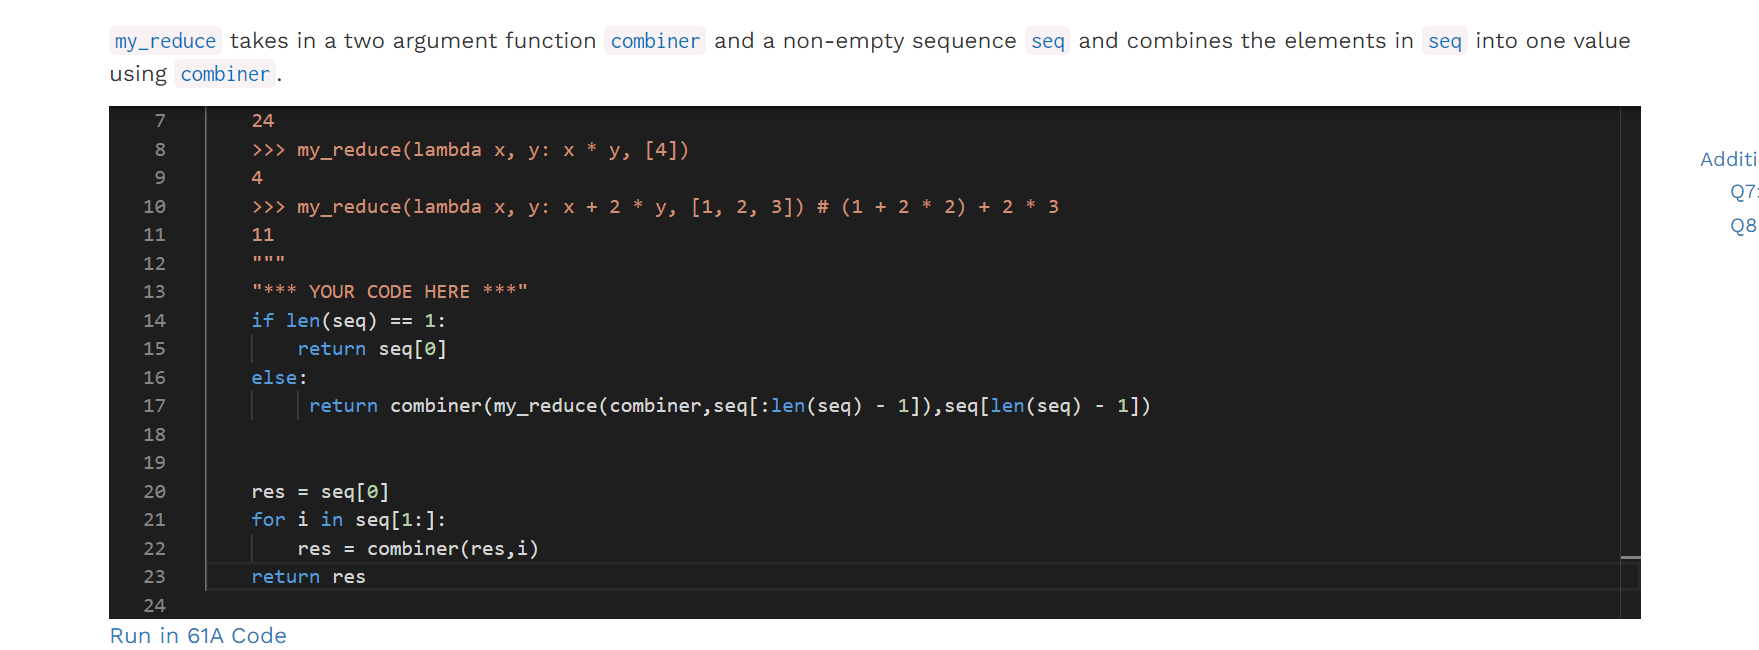 my_reduce takes in a two argument function combiner and a non-empty sequence seq and combines the elements in seq into one value
using combiner.
7 24
8 >>> my_reduce(lambda x, y: x * y, [4])
9 4
10 >>> my_reduce(lambda x, y: x + 2 * y, [1, 2, 3]) # (1 + 2 * 2) + 2 * 3
11 11
12 """
13 "*** YOUR CODE HERE ***"
14 if len(seq) == 1:
15 return seq[0]
16 else:
17 return combiner(my_reduce(combiner,seq[:len(seq) - 1]),seq[len(seq) - 1])
18
19
20 res = seq[0]
21 for i in seq[1:]:
22 res = combiner(res,i)
23 return res
24
Run in 61A Code
Additi
Q7:
Q8